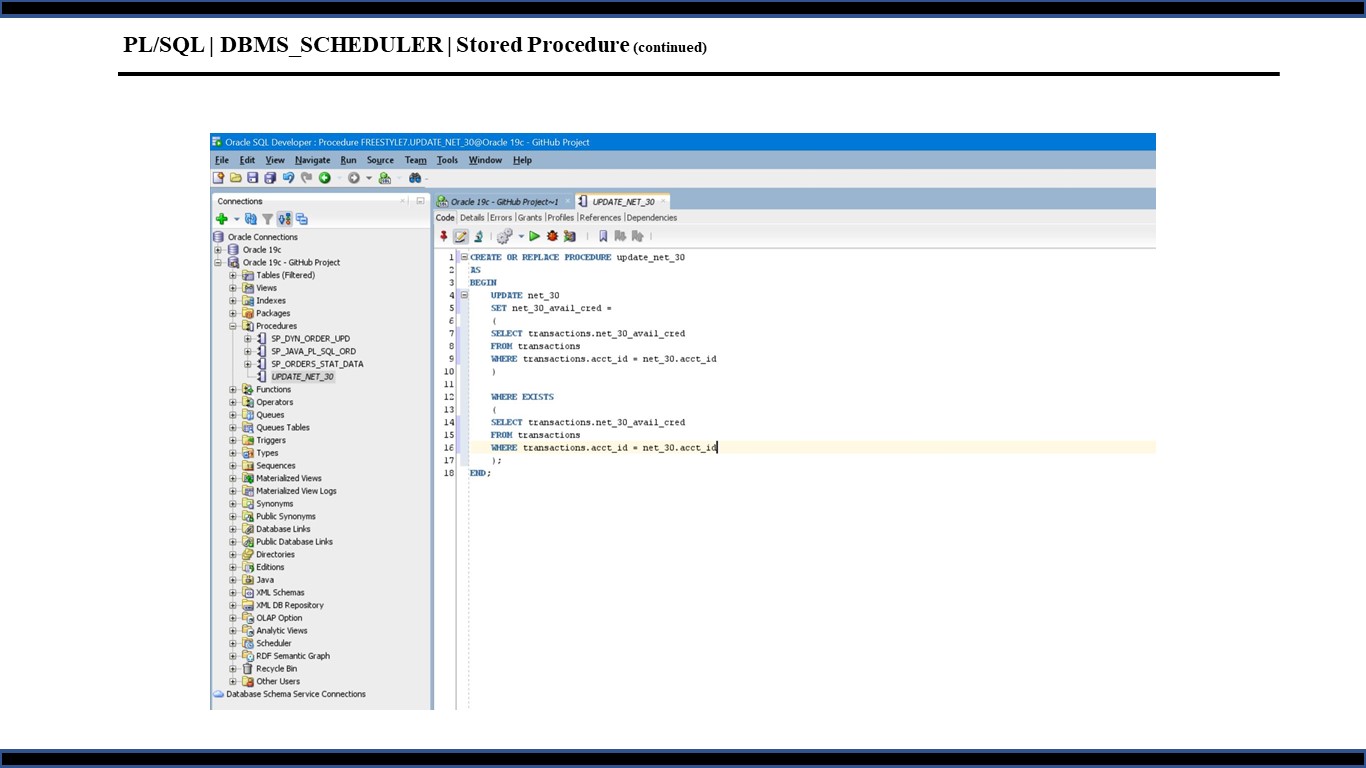 PL/SQL | DBMS_SCHEDULER | Stored Procedure (continued)
Oracle SQL Developer : Procedure FREESTYLE7.UPDATE_NET_30@Oracle 19c - GitHub Project
File Edit View Navigate Run Source Team Tools Window Help
Connections
Oracle Connections
Oracle 19c
Oracle 19c - GitHub Project
Tables (Filtered)
Views
Indexes
Packages
Procedures
SP_DYN_ORDER_UPD
SP_JAVA_PL_SQL_ORD
SP_ORDERS_STAT_DATA
UPDATE_NET_30
Functions
Operators
Queues
Queues Tables
Triggers
Types
Sequences
Materialized Views
Materialized View Logs
Synonyms
Public Synonyms
Database Links
Public Database Links
Directories
Editions
Java
XML Schemas
XML DB Repository
OLAP Option
Analytic Views
Scheduler
RDF Semantic Graph
Recycle Bin
Other Users
Database Schema Service Connections
Oracle 19c - GitHub Project~1 UPDATE_NET_30
Code Details |Errors |Grants |Profiles |References |Dependencies
1 CREATE OR REPLACE PROCEDURE update_net_30
2 AS
3 BEGIN
4 UPDATE net_30
5 SET net_30_avail_cred =
6 (
7 SELECT transactions.net_30_avail_cred
8 FROM transactions
9 WHERE transactions.acct_id = net_30.acct_id
10 )
11
12 WHERE EXISTS
13 (
14 SELECT transactions.net_30_avail_cred
15 FROM transactions
16 WHERE transactions.acct_id = net_30.acct_id
17 );
18 END;